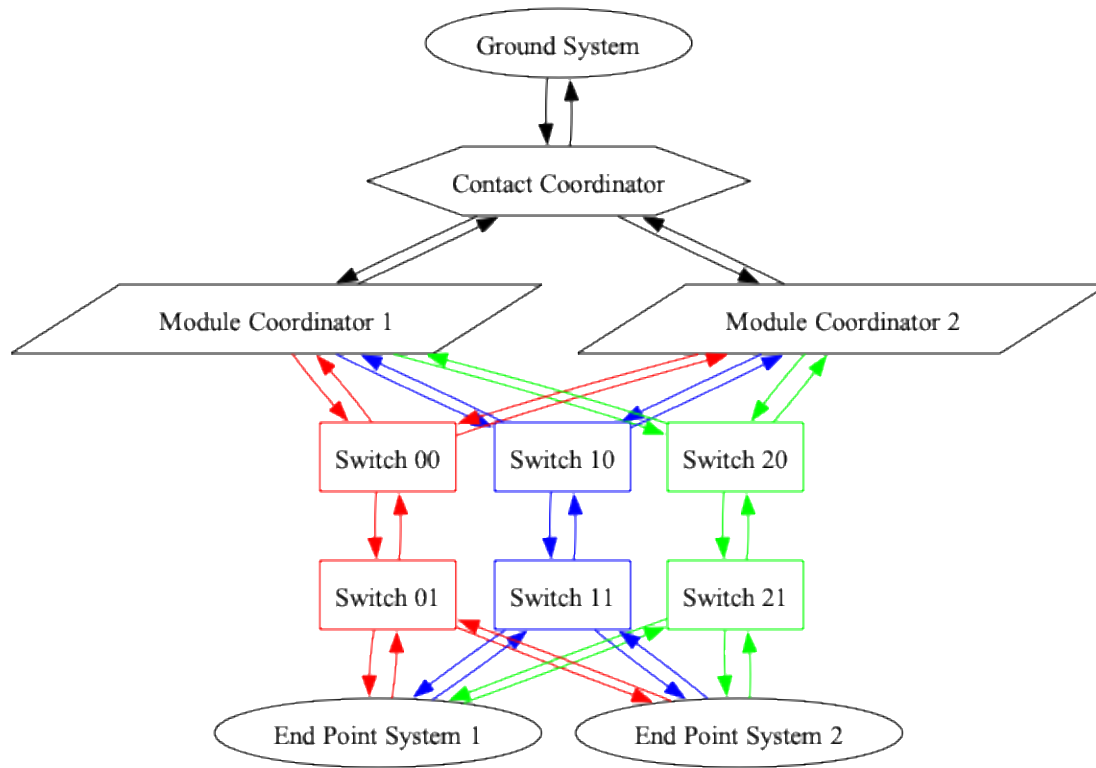 Ground System
Contact Coordinator
Module Coordinator 1
Module Coordinator 2
Switch 00
Switch 10
Switch 20
Switch 01
Switch 11
Switch 21
End Point System 1
End Point System 2